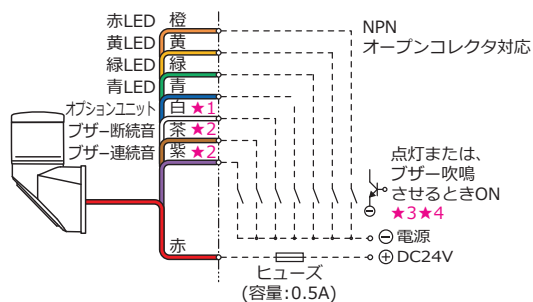 赤LED 橙
黄LED 黄
緑LED 緑
青LED 青
オプションユニット 白 ★1
ブザー断続音 茶 ★2
ブザー連続音 紫 ★2
赤
NPN
オープンコレクタ対応
点灯または、
ブザー吹鳴
させるときON
★3★4
⊖
⊖ 電源
⊕ DC24V
ヒューズ
(容量:0.5A)